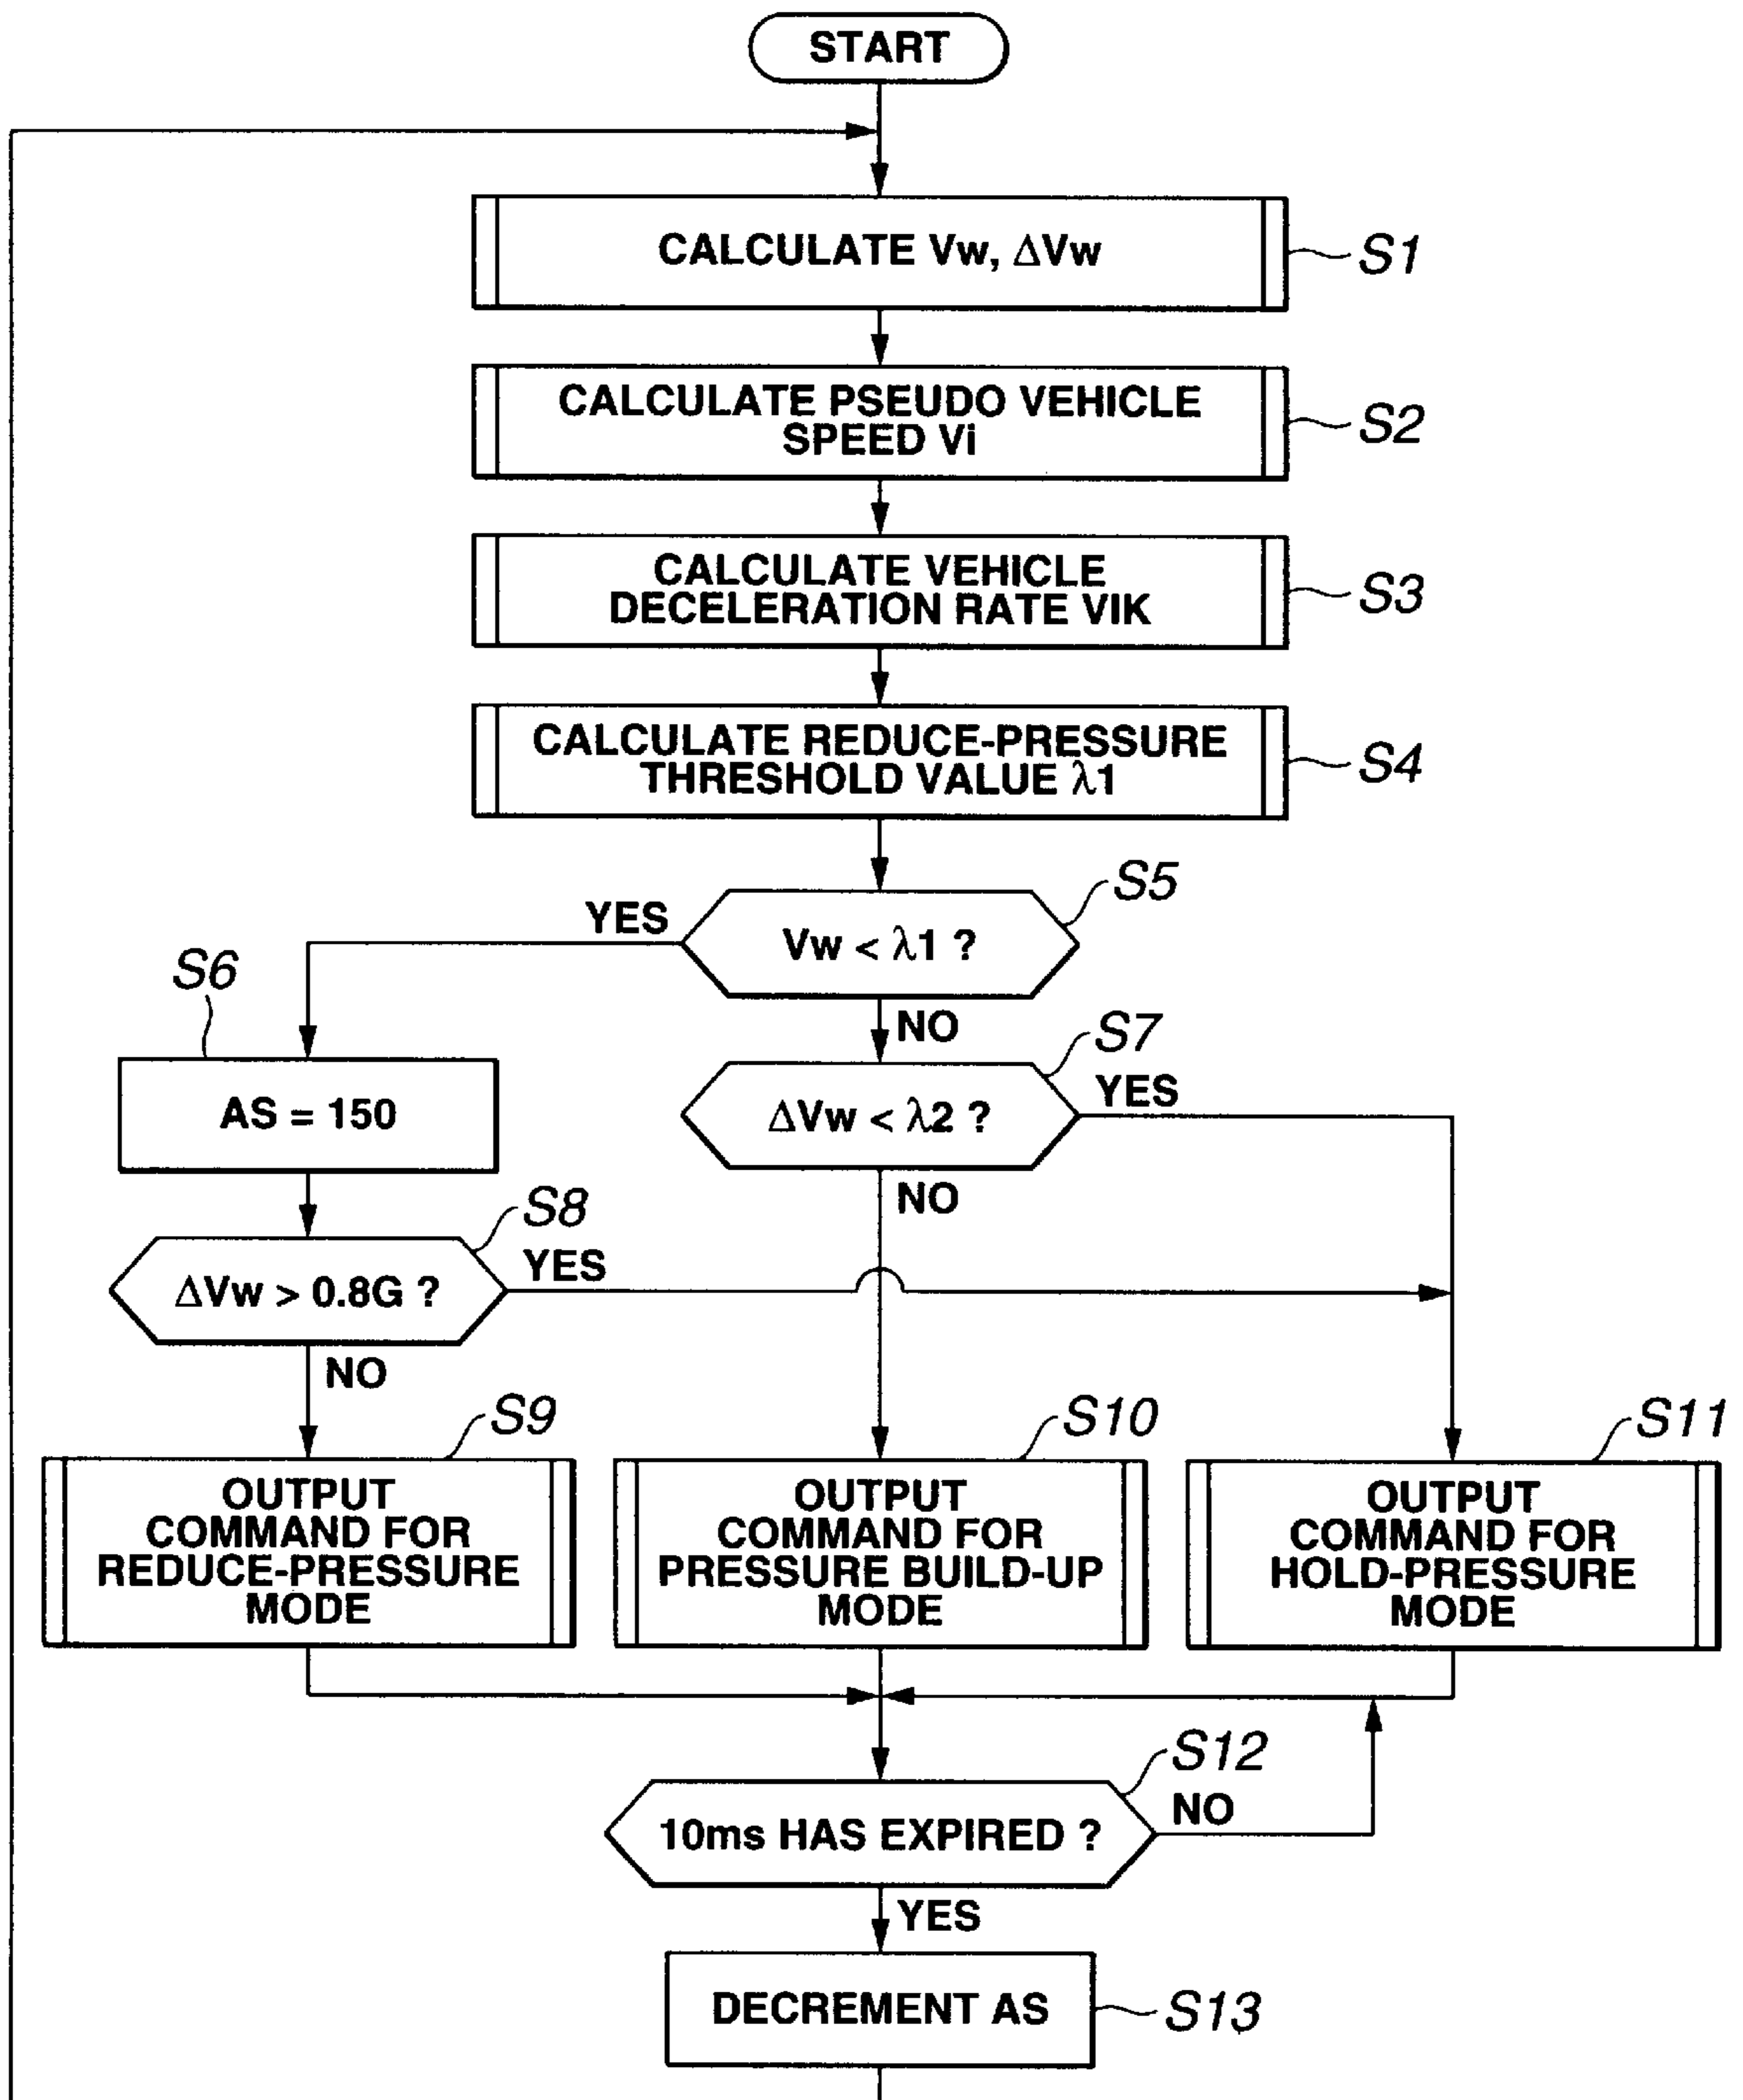 START
CALCULATE Vw, ΔVw
S1
CALCULATE PSEUDO VEHICLE
SPEED Vi
S2
CALCULATE VEHICLE
DECELERATION RATE VIK
S3
CALCULATE REDUCE-PRESSURE
THRESHOLD VALUE λ1
S4
S5
YES
Vw < λ1 ?
S6
NO
S7
YES
AS = 150
ΔVw < λ2 ?
NO
S8
YES
ΔVw > 0.8G ?
NO
S9
S10
S11
OUTPUT
COMMAND FOR
REDUCE-PRESSURE
MODE
OUTPUT
COMMAND FOR
PRESSURE BUILD-UP
MODE
OUTPUT
COMMAND FOR
HOLD-PRESSURE
MODE
S12
NO
10ms HAS EXPIRED ?
YES
DECREMENT AS
S13